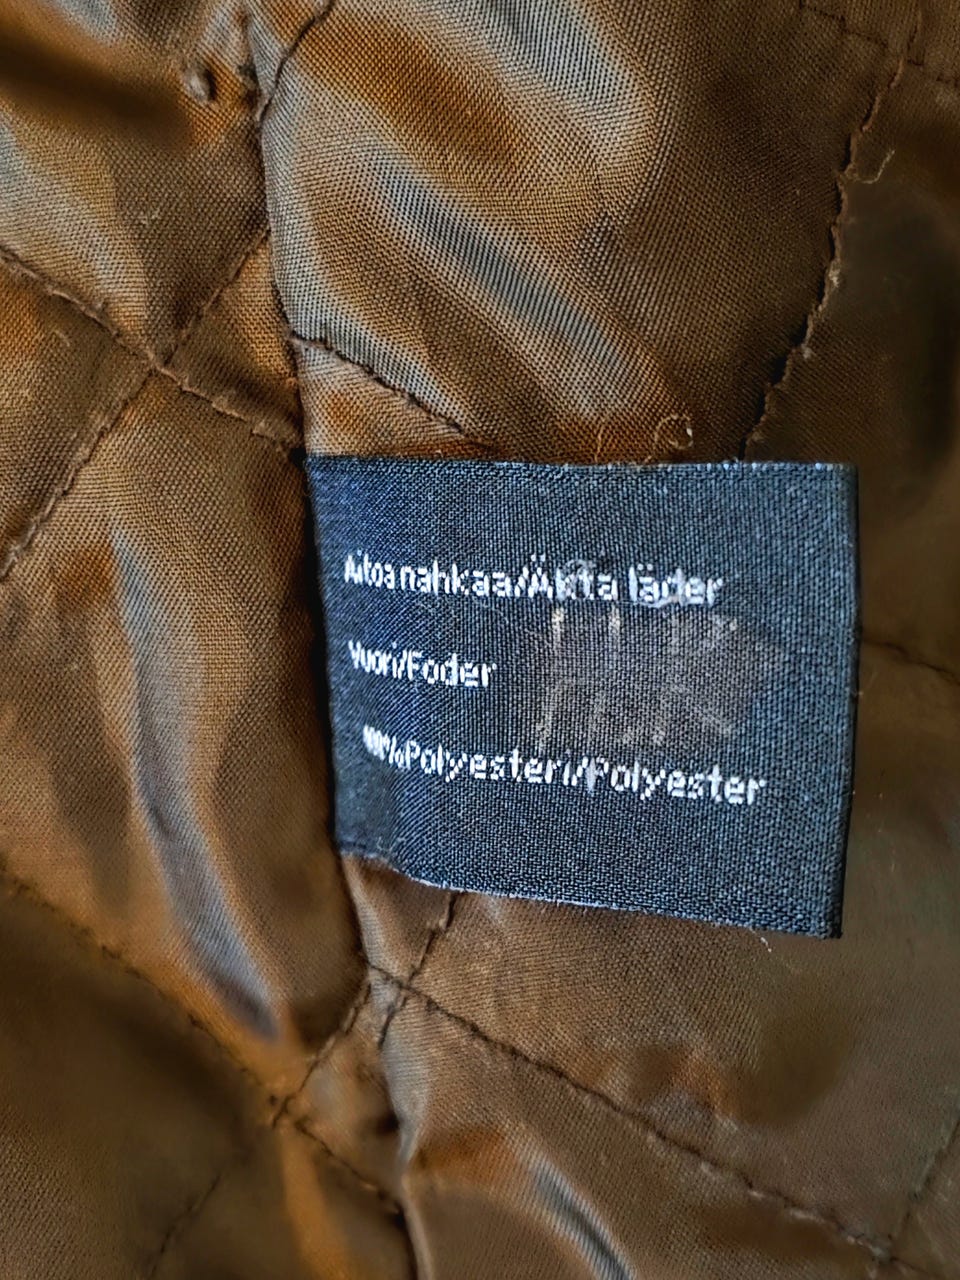 Aitoa nahkaa/Äkta läder
Vuori/Foder
100%Polyesteri/Polyester